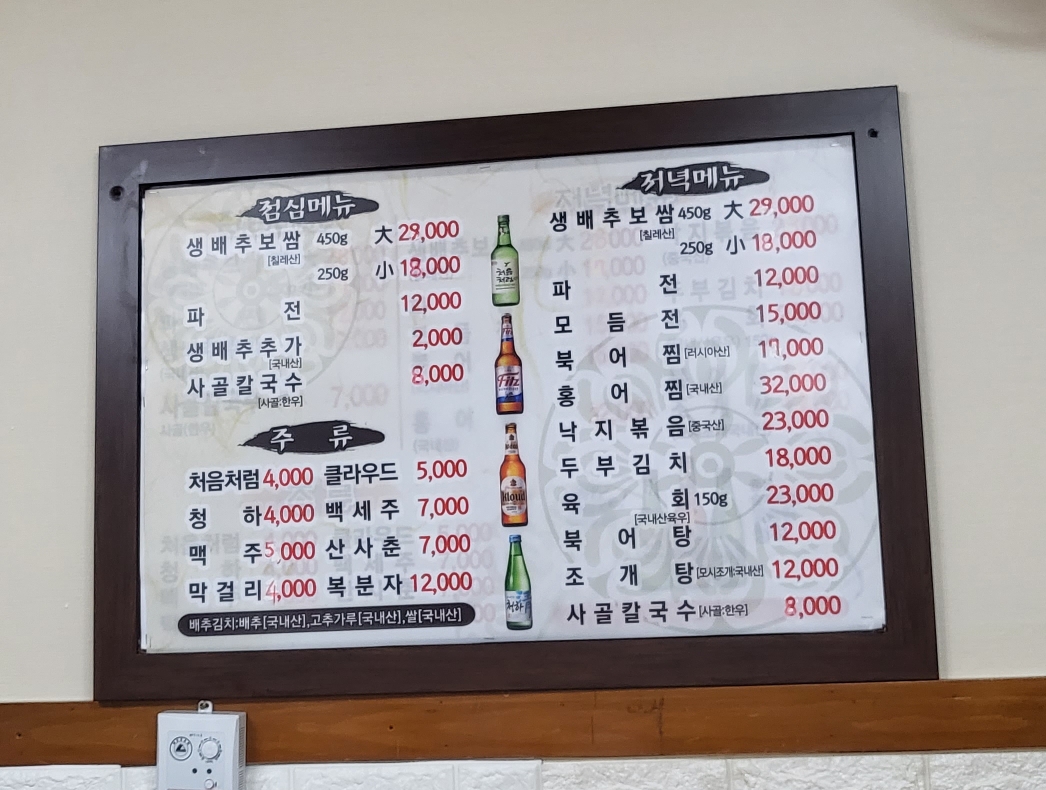 점심메뉴
생배추보쌈 450g 大 29,000
[칠레산]
250g 小 18,000
파 전 12,000
생배추추가 2,000
[국내산]
사골칼국수 8,000
[사골:한우]
주 류
처음처럼 4,000 클라우드 5,000
청 하 4,000 백세주 7,000
맥 주 5,000 산사춘 7,000
막걸리 4,000 복분자 12,000
배추김치:배추[국내산],고추가루[국내산],쌀[국내산]
처음처럼
Fitz
Kloud
청하
저녁메뉴
생배추보쌈 450g 大 29,000
[칠레산]
250g 小 18,000
파 전 12,000
모 듬 전 15,000
북 어 찜 [러시아산]
홍 어 찜 [국내산] 32,000
낙지볶음 [중국산] 23,000
두부김치 18,000
육 회 150g 23,000
[국내산육우]
북 어 탕 12,000
조 개 탕 [모시조개:국내산] 12,000
사골칼국수 [사골:한우] 8,000